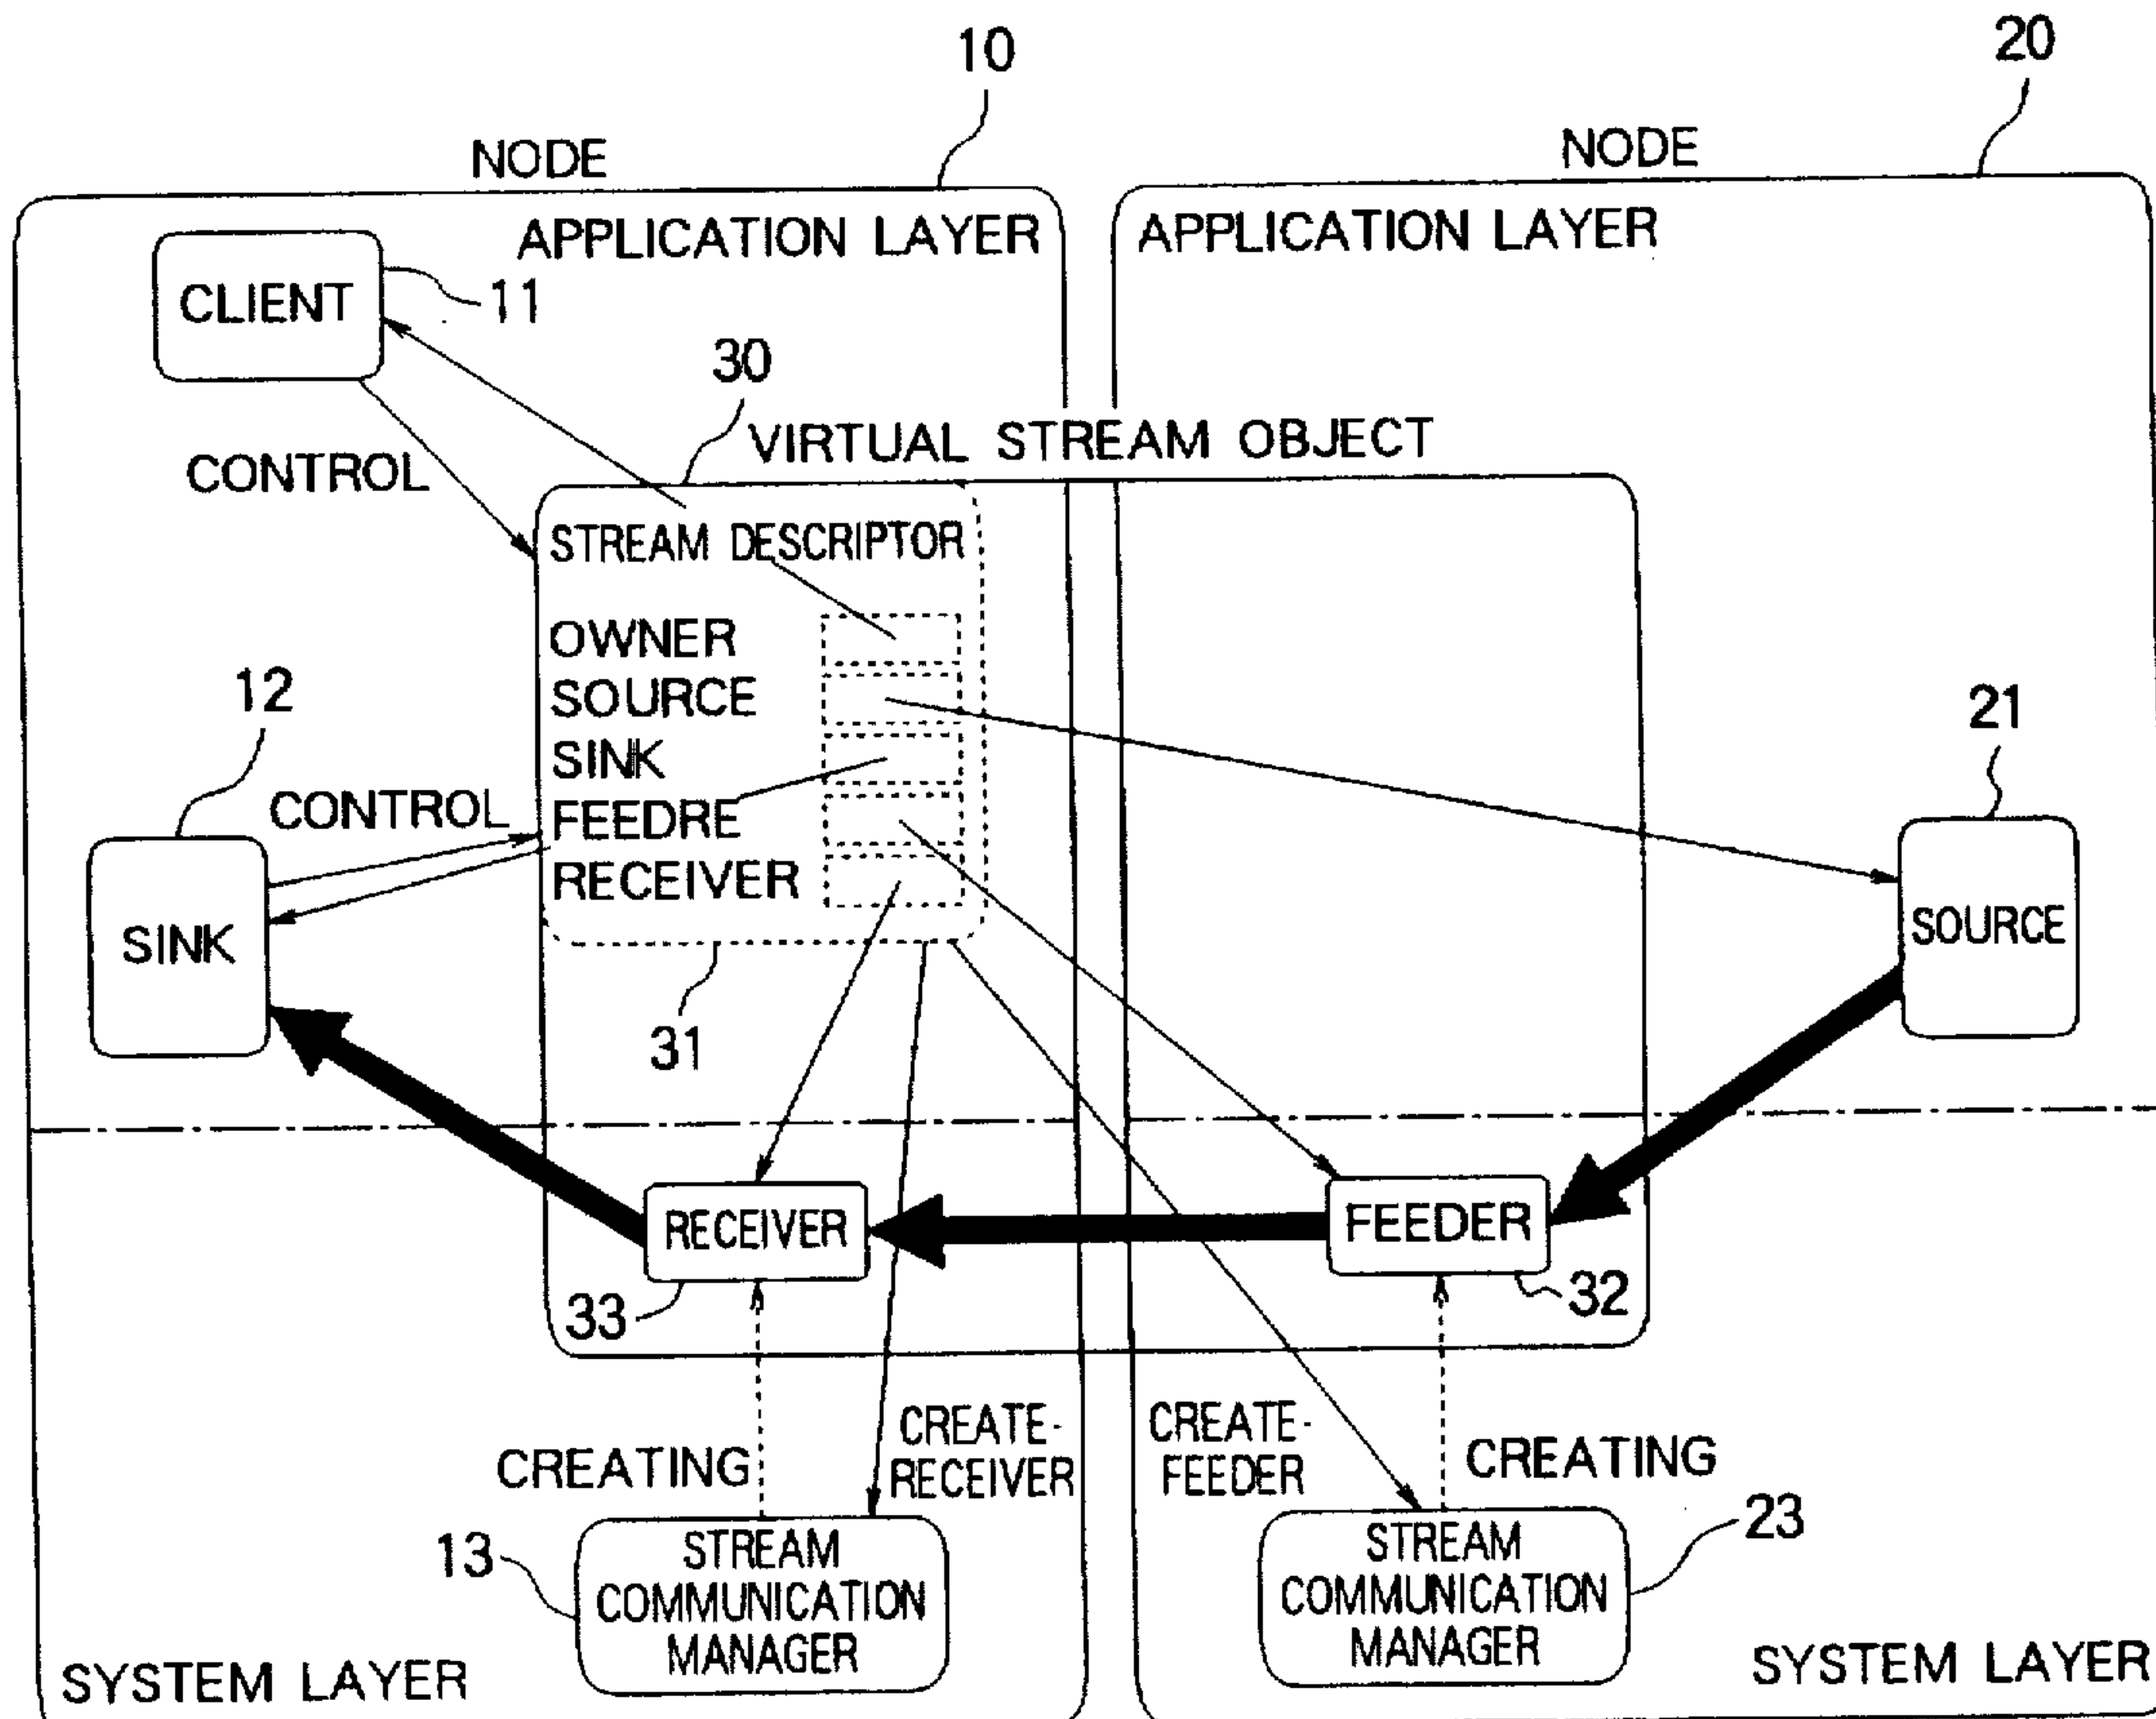 10
20
NODE
NODE
APPLICATION LAYER
APPLICATION LAYER
CLIENT
11
30
VIRTUAL STREAM OBJECT
CONTROL
STREAM DESCRIPTOR
OWNER
SOURCE
SINK
FEEDRE
RECEIVER
12
CONTROL
21
SINK
SOURCE
31
RECEIVER
FEEDER
33
32
CREATING
CREATE-
RECEIVER
CREATE-
FEEDER
CREATING
13
STREAM
COMMUNICATION
MANAGER
STREAM
COMMUNICATION
MANAGER
23
SYSTEM LAYER
SYSTEM LAYER